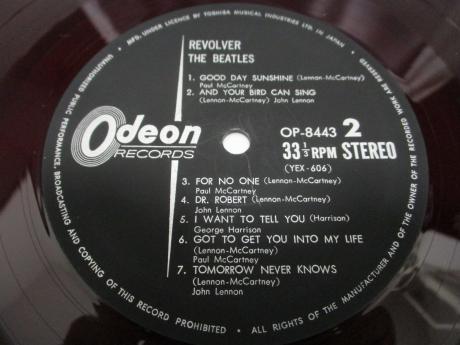 MFD. UNDER LICENCE BY TOSHIBA MUSICAL INDUSTRIES LTD. IN JAPAN •
ALL RIGHTS OF THE MANUFACTURER AND OF THE OWNER OF THE RECORDED WORK ARE RESERVED
UNAUTHORISED PUBLIC PERFORMANCE, BROADCASTING AND COPYING OF THIS RECORD PROHIBITED •
REVOLVER
THE BEATLES
1. GOOD DAY SUNSHINE (Lennon-McCartney)
Paul McCartney
2. AND YOUR BIRD CAN SING
(Lennon-McCartney) John Lennon
Odeon
RECORDS
OP-8443 2
33 1/3 RPM STEREO
(YEX-606)
3. FOR NO ONE (Lennon-McCartney)
Paul McCartney
4. DR. ROBERT (Lennon-McCartney)
John Lennon
5. I WANT TO TELL YOU (Harrison)
George Harrison
6. GOT TO GET YOU INTO MY LIFE
(Lennon-McCartney)
Paul McCartney
7. TOMORROW NEVER KNOWS
(Lennon-McCartney)
John Lennon